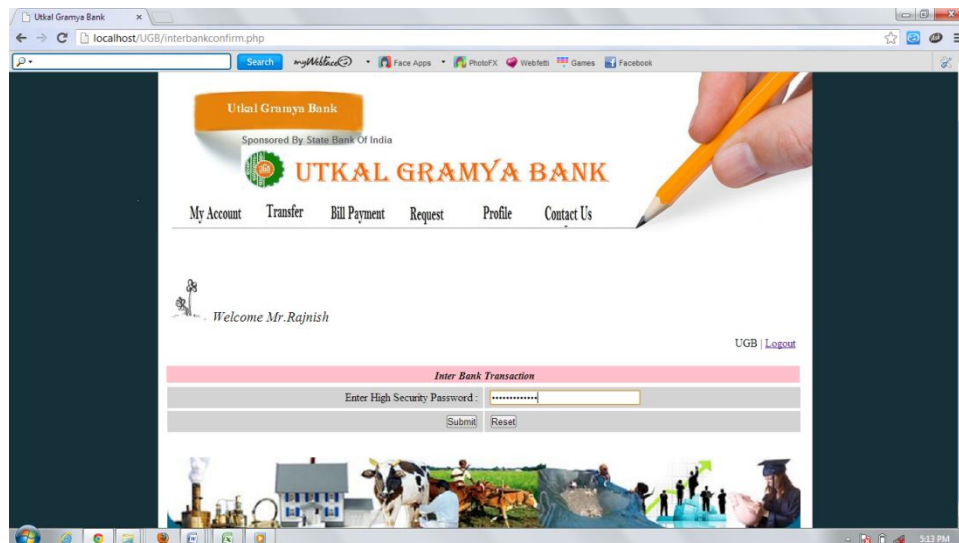 Utkal Gramya Bank
localhost/UGB/interbankconfirm.php
Search myWebface Face Apps PhotoFX Webfetti Games Facebook
Utkal Gramya Bank
Sponsored By State Bank Of India
UTKAL GRAMYA BANK
My Account Transfer Bill Payment Request Profile Contact Us
Welcome Mr.Rajnish
UGB | Logout
Inter Bank Transaction
Enter High Security Password :
Submit Reset
5:13 PM